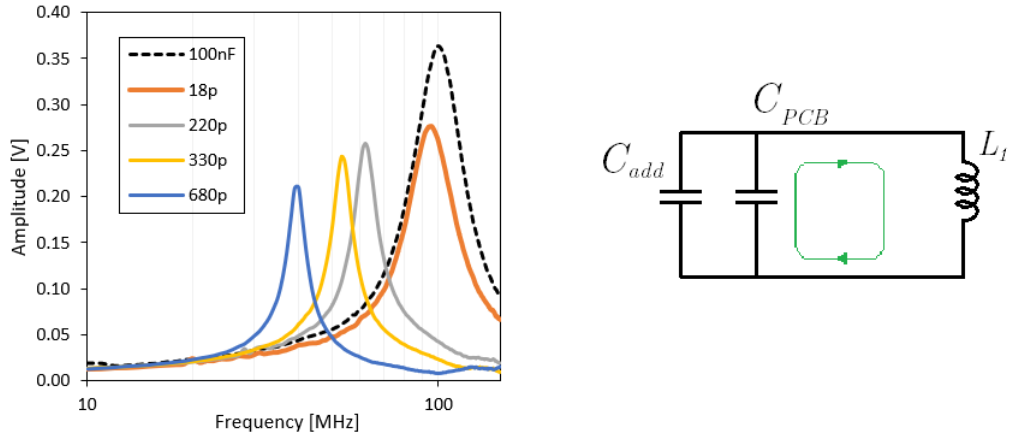 0.40
0.35
0.30
0.25
0.20
0.15
0.10
0.05
0.00
Amplitude [V]
100nF
18p
220p
330p
680p
10
100
Frequency [MHz]
C_PCB
C_add
L_1